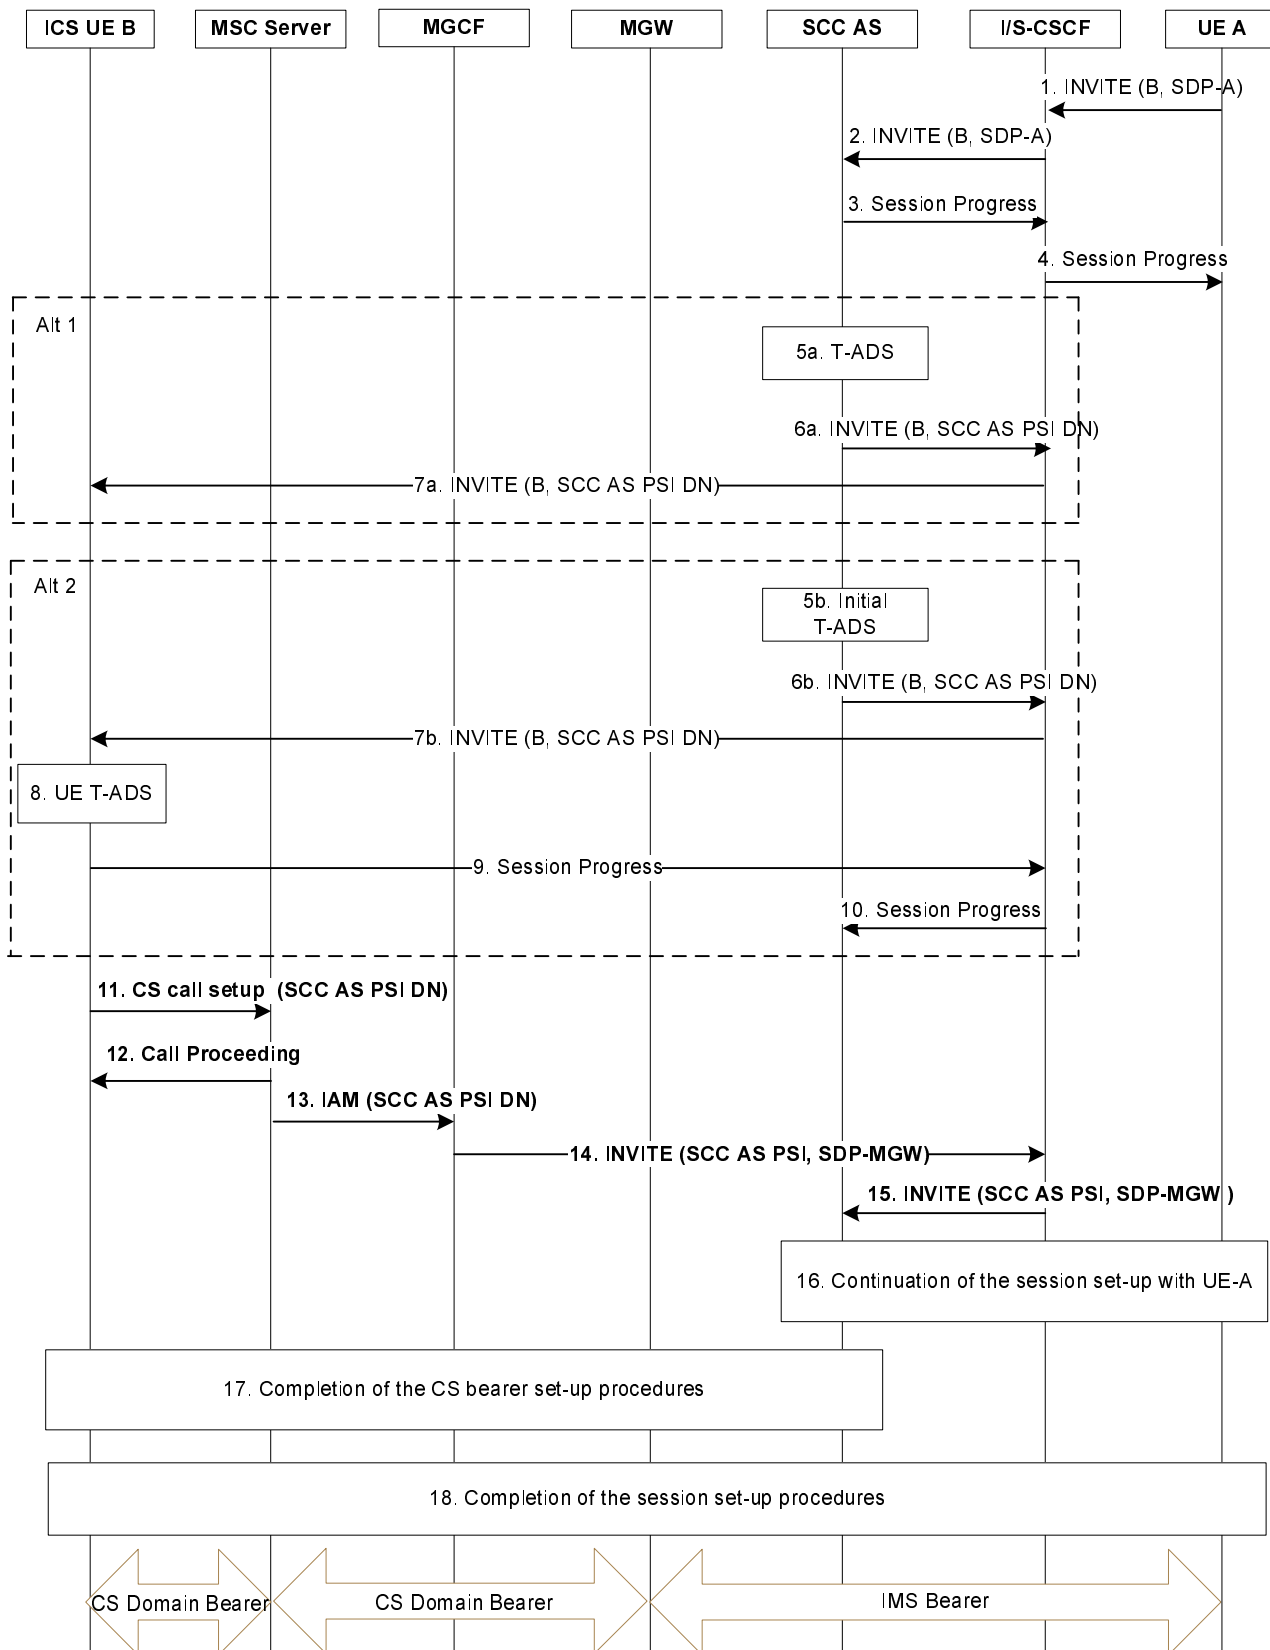 ICS UE B
MSC Server
MGCF
MGW
SCC AS
I/S-CSCF
UE A
1. INVITE (B, SDP-A)
2. INVITE (B, SDP-A)
3. Session Progress
4. Session Progress
Alt 1
5a. T-ADS
6a. INVITE (B, SCC AS PSI DN)
7a. INVITE (B, SCC AS PSI DN)
Alt 2
5b. Initial
T-ADS
6b. INVITE (B, SCC AS PSI DN)
7b. INVITE (B, SCC AS PSI DN)
8. UE T-ADS
9. Session Progress
10. Session Progress
11. CS call setup (SCC AS PSI DN)
12. Call Proceeding
13. IAM (SCC AS PSI DN)
14. INVITE (SCC AS PSI, SDP-MGW)
15. INVITE (SCC AS PSI, SDP-MGW )
16. Continuation of the session set-up with UE-A
17. Completion of the CS bearer set-up procedures
18. Completion of the session set-up procedures
CS Domain Bearer
CS Domain Bearer
IMS Bearer